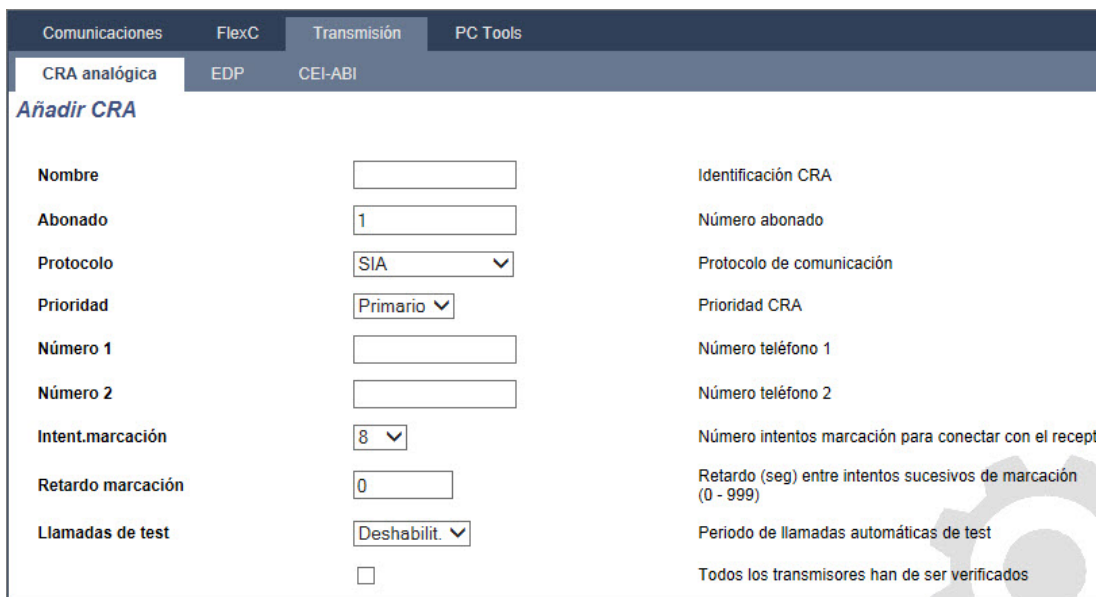 Comunicaciones FlexC Transmisión PC Tools
CRA analógica EDP CEI-ABI
Añadir CRA
Nombre Identificación CRA
Abonado 1 Número abonado
Protocolo SIA Protocolo de comunicación
Prioridad Primario Prioridad CRA
Número 1 Número teléfono 1
Número 2 Número teléfono 2
Intent.marcación 8 Número intentos marcación para conectar con el recept
Retardo marcación 0 Retardo (seg) entre intentos sucesivos de marcación
(0 - 999)
Llamadas de test Deshabilit. Periodo de llamadas automáticas de test
Todos los transmisores han de ser verificados